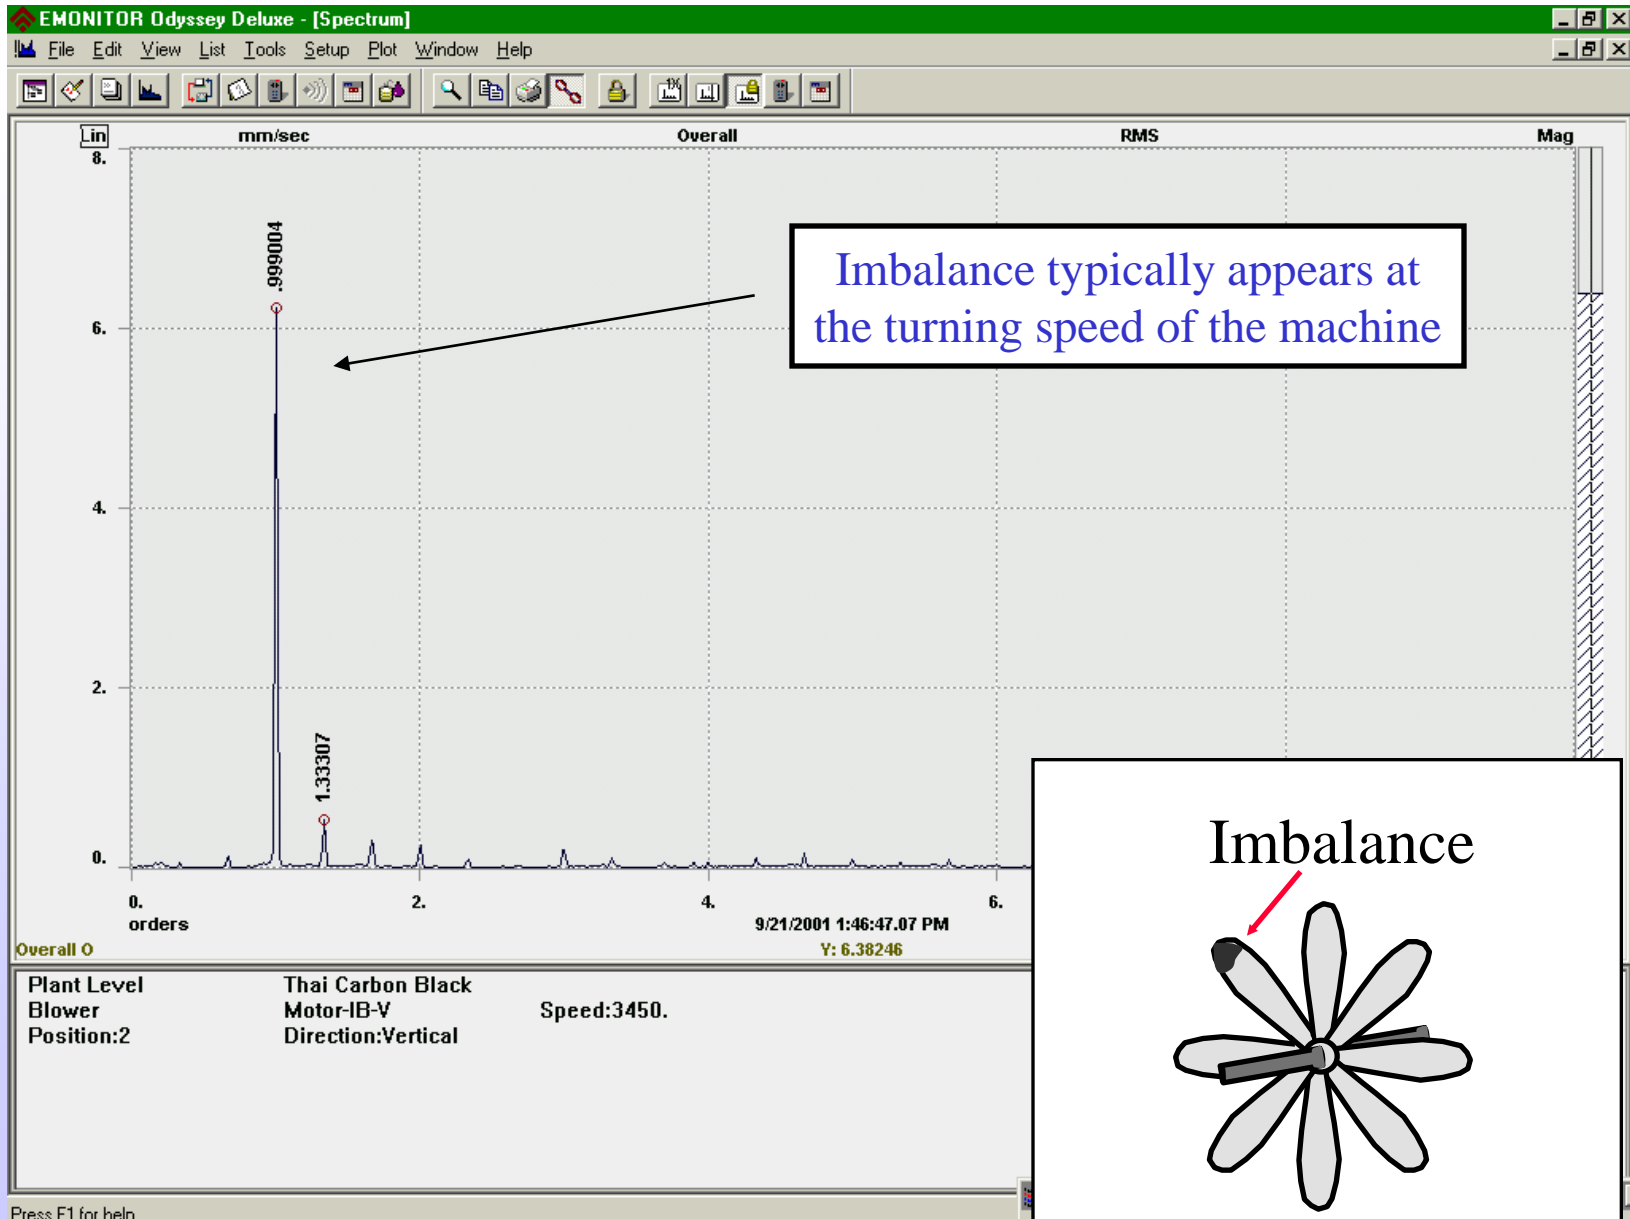 EMONITOR Odyssey Deluxe - [Spectrum]
File Edit View List Tools Setup Plot Window Help
Lin mm/sec Overall RMS Mag
8.
.999004
Imbalance typically appears at
the turning speed of the machine
6.
4.
2.
1.33307
0.
0. 2. 4. 6.
orders 9/21/2001 1:46:47.07 PM
Overall O Y: 6.38246
Imbalance
Plant Level Thai Carbon Black
Blower Motor-IB-V Speed:3450.
Position:2 Direction:Vertical
Press F1 for help